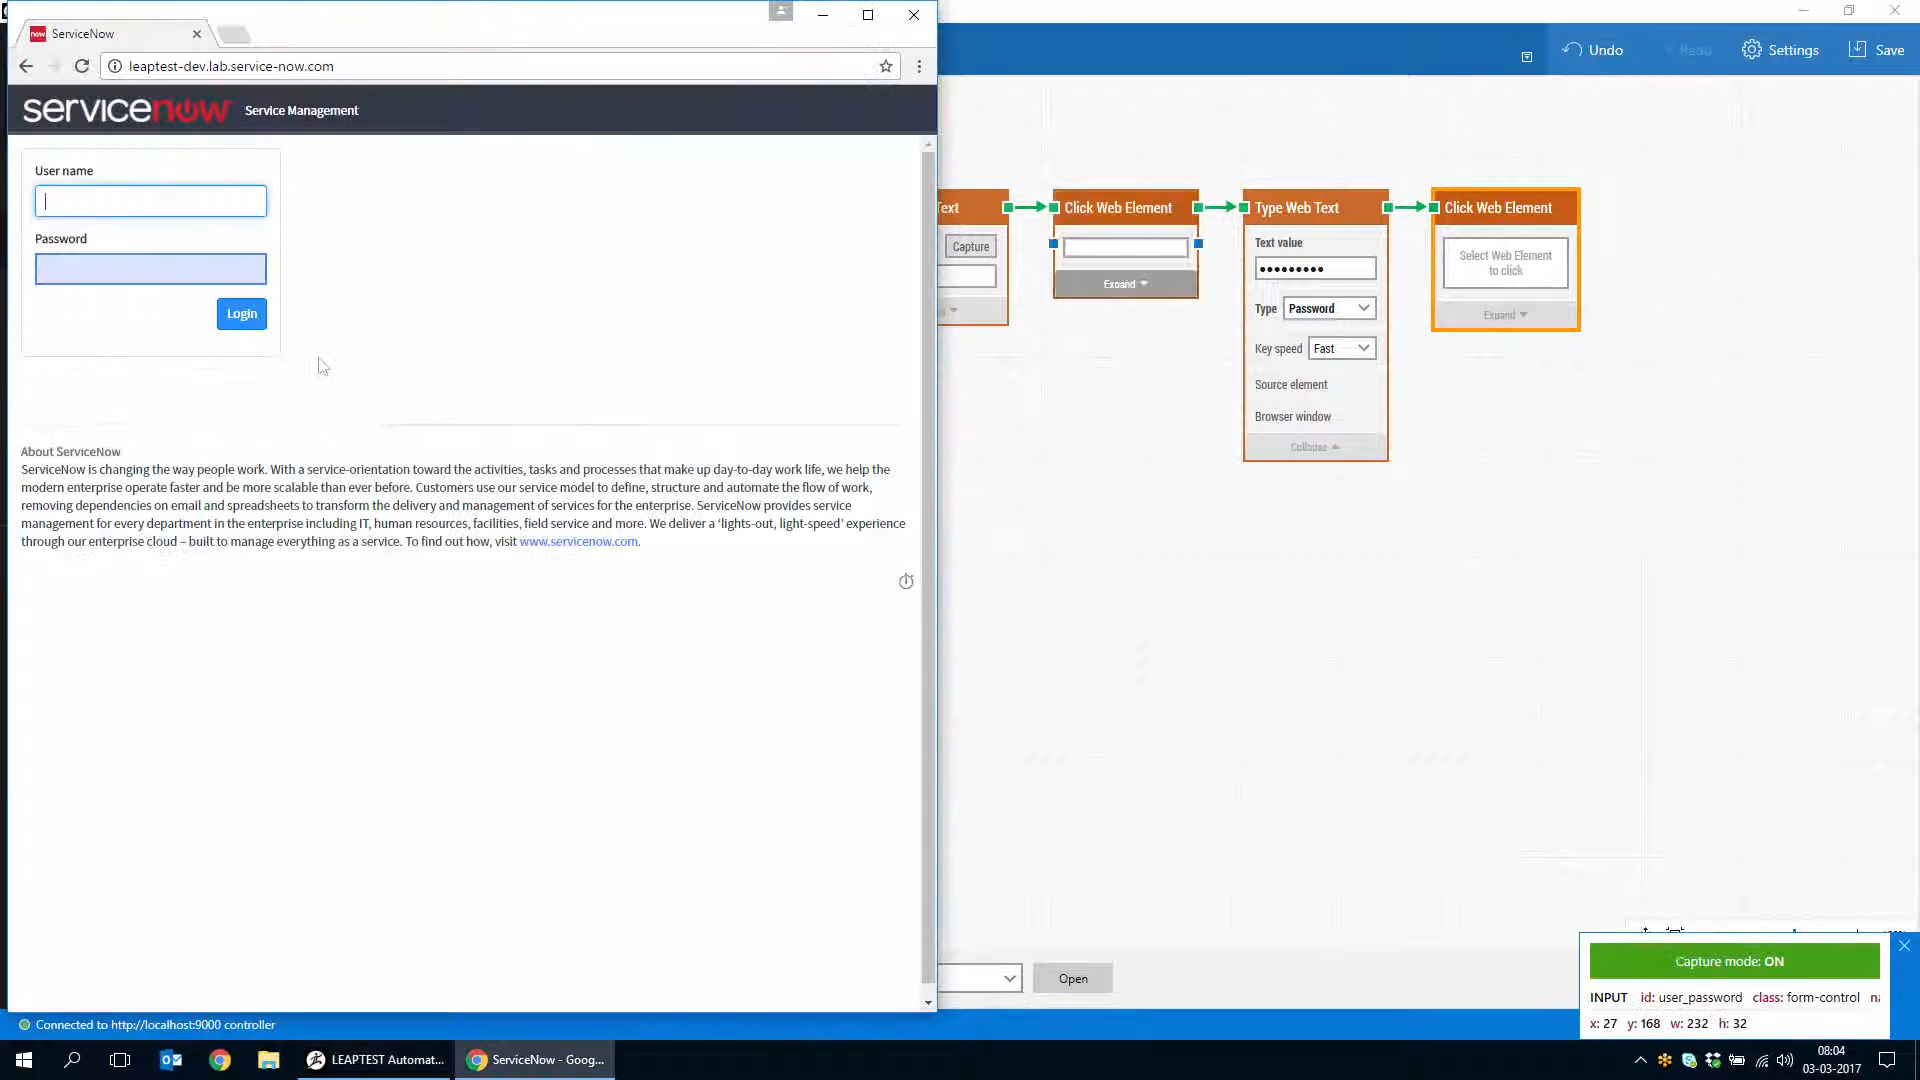 ServiceNow
leaptest-dev.lab.service-now.com
Undo
Redo
Settings
Save
now
servicenow Service Management
User name
Password
Login
Text
Capture
Click Web Element
Expand
Type Web Text
Text value
•••••••••
Type Password
Key speed Fast
Source element
Browser window
Collapse
Click Web Element
Select Web Element
to click
Expand
About ServiceNow
ServiceNow is changing the way people work. With a service-orientation toward the activities, tasks and processes that make up day-to-day work life, we help the
modern enterprise operate faster and be more scalable than ever before. Customers use our service model to define, structure and automate the flow of work,
removing dependencies on email and spreadsheets to transform the delivery and management of services for the enterprise. ServiceNow provides service
management for every department in the enterprise including IT, human resources, facilities, field service and more. We deliver a ‘lights-out, light-speed’ experience
through our enterprise cloud – built to manage everything as a service. To find out how, visit www.servicenow.com.
Open
Capture mode: ON
INPUT id: user_password class: form-control
x: 27 y: 168 w: 232 h: 32
Connected to http://localhost:9000 controller
LEAPTEST Automat...
ServiceNow - Goog...
08:04
03-03-2017